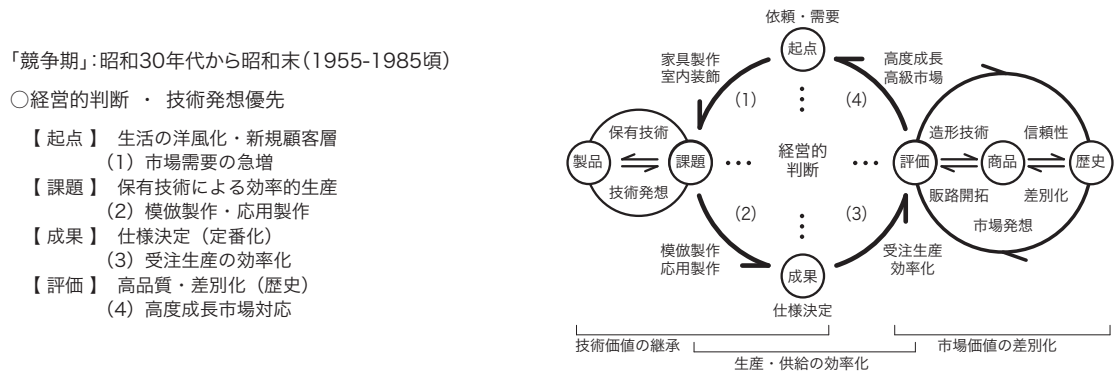 「競争期」：昭和30年代から昭和末（1955-1985頃）
○経営的判断 ・ 技術発想優先
【 起点 】 生活の洋風化・新規顧客層
（1）市場需要の急増
【 課題 】 保有技術による効率的生産
（2）模倣製作・応用製作
【 成果 】 仕様決定（定番化）
（3）受注生産の効率化
【 評価 】 高品質・差別化（歴史）
（4）高度成長市場対応
依頼・需要
起点
家具製作
室内装飾
高度成長
高級市場
（1）
（4）
保有技術
製品
課題
技術発想
経営的
判断
評価
造形技術
信頼性
商品
歴史
販路開拓
差別化
市場発想
（2）
（3）
模倣製作
応用製作
受注生産
効率化
成果
仕様決定
技術価値の継承
市場価値の差別化
生産・供給の効率化